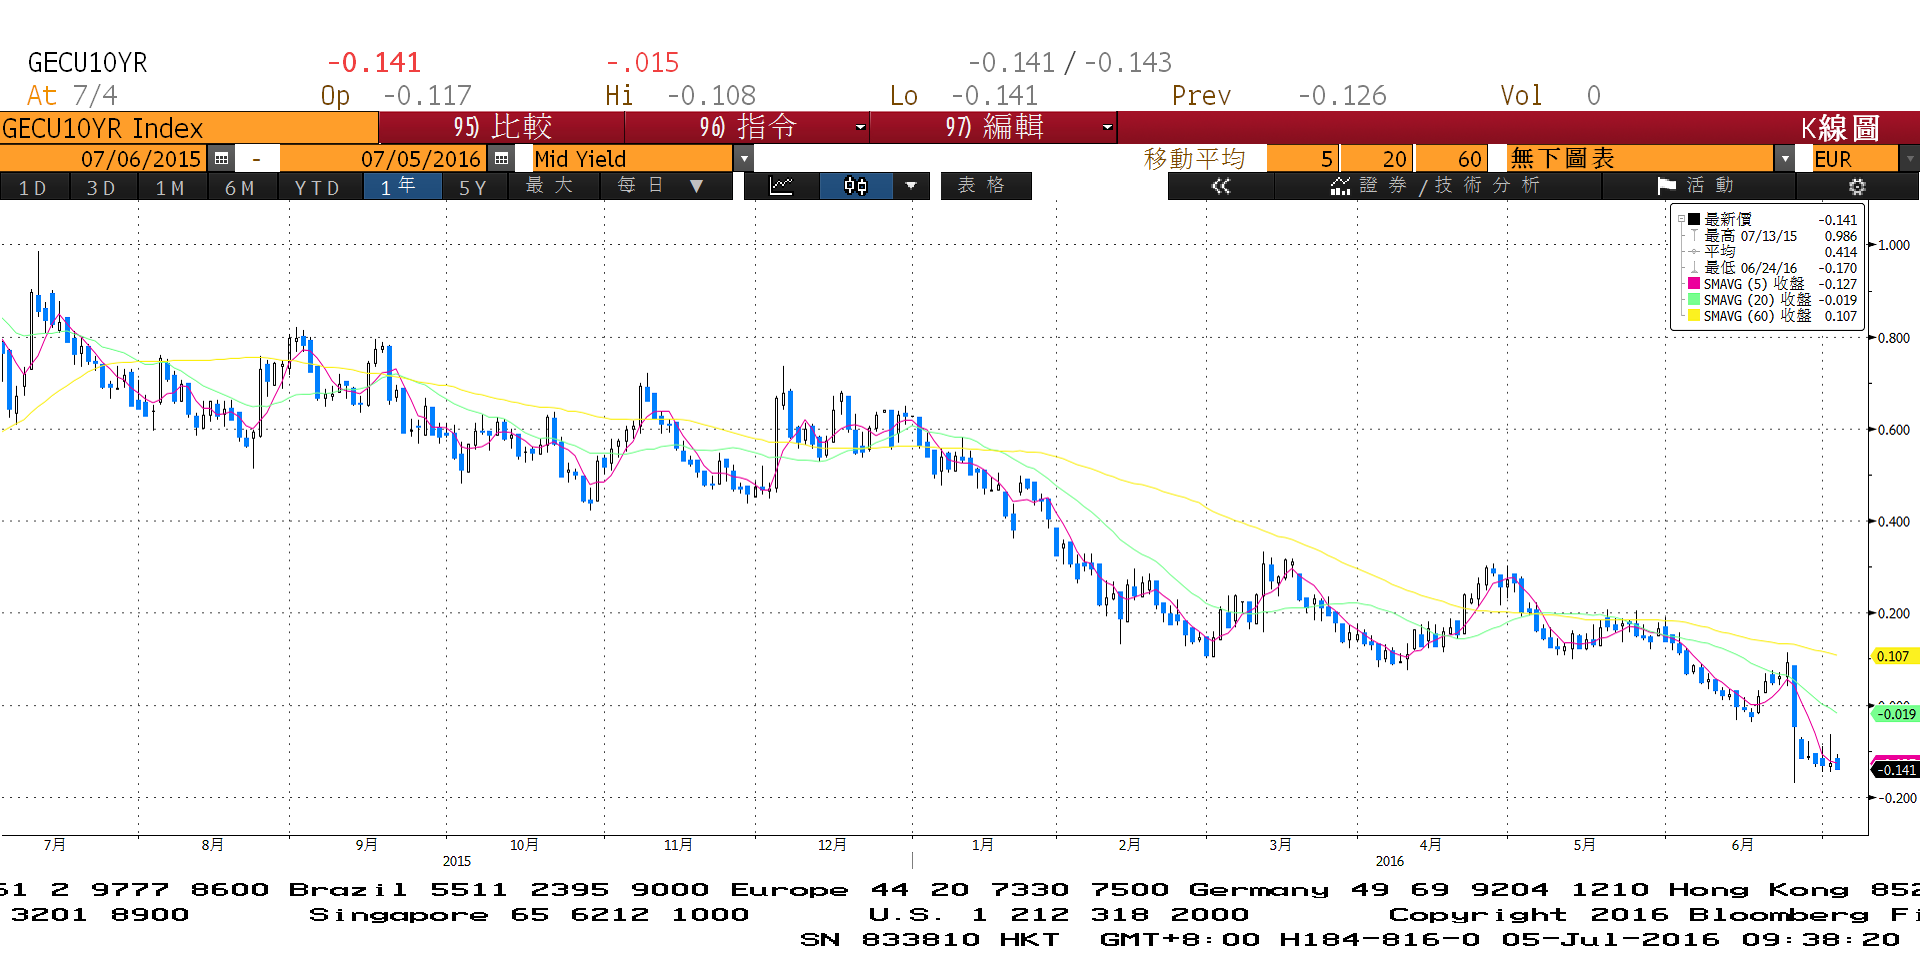 GECU10YR -0.141 -.015 -0.141 / -0.143
At 7/4 Op -0.117 Hi -0.108 Lo -0.141 Prev -0.126 Vol 0
GECU10YR Index 95) 比較 96) 指令 97) 編輯 K線圖
07/06/2015 - 07/05/2016 Mid Yield 移動平均 5 20 60 無下圖表 EUR
1D 3D 1M 6M YTD 1年 5Y 最大 每日 ▼ 表格 « 證券/技術分析 活動
最新價 -0.141
最高 07/13/15 0.986
平均 0.414
最低 06/24/16 -0.170
SMAVG (5) 收盤 -0.127
SMAVG (20) 收盤 -0.019
SMAVG (60) 收盤 0.107
1.000
0.800
0.600
0.400
0.200
0.107
-0.019
-0.141
-0.200
7月 8月 9月 10月 11月 12月 1月 2月 3月 4月 5月 6月
2015 2016
61 2 9777 8600 Brazil 5511 2395 9000 Europe 44 20 7330 7500 Germany 49 69 9204 1210 Hong Kong 852
3201 8900 Singapore 65 6212 1000 U.S. 1 212 318 2000 Copyright 2016 Bloomberg Fi
SN 833810 HKT GMT+8:00 H184-816-0 05-Jul-2016 09:38:20